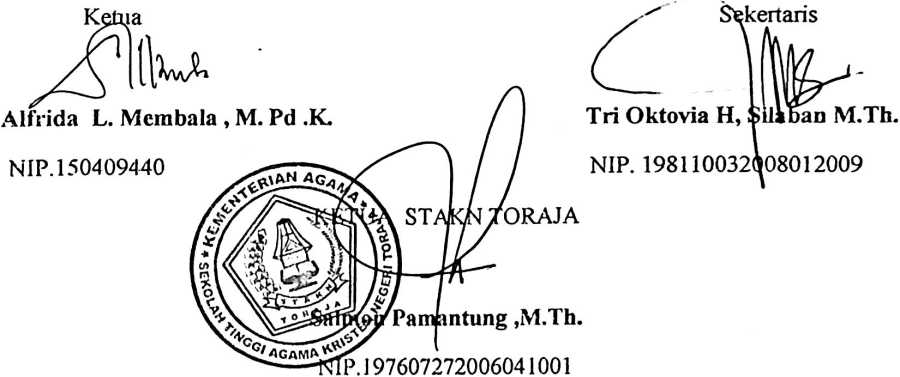 Ketua
Sekertaris
Alfrida L. Membala , M. Pd .K.
Tri Oktovia H, Silaban M.Th.
NIP.150409440
NIP. 198110032008012009
KETUA STAKN TORAJA
Salmon Pamantung ,M.Th.
NIP.197607272006041001
★ KEMENTERIAN AGAMA ★
SEKOLAH TINGGI AGAMA KRISTEN NEGERI TORAJA
STAKN
TORAJA